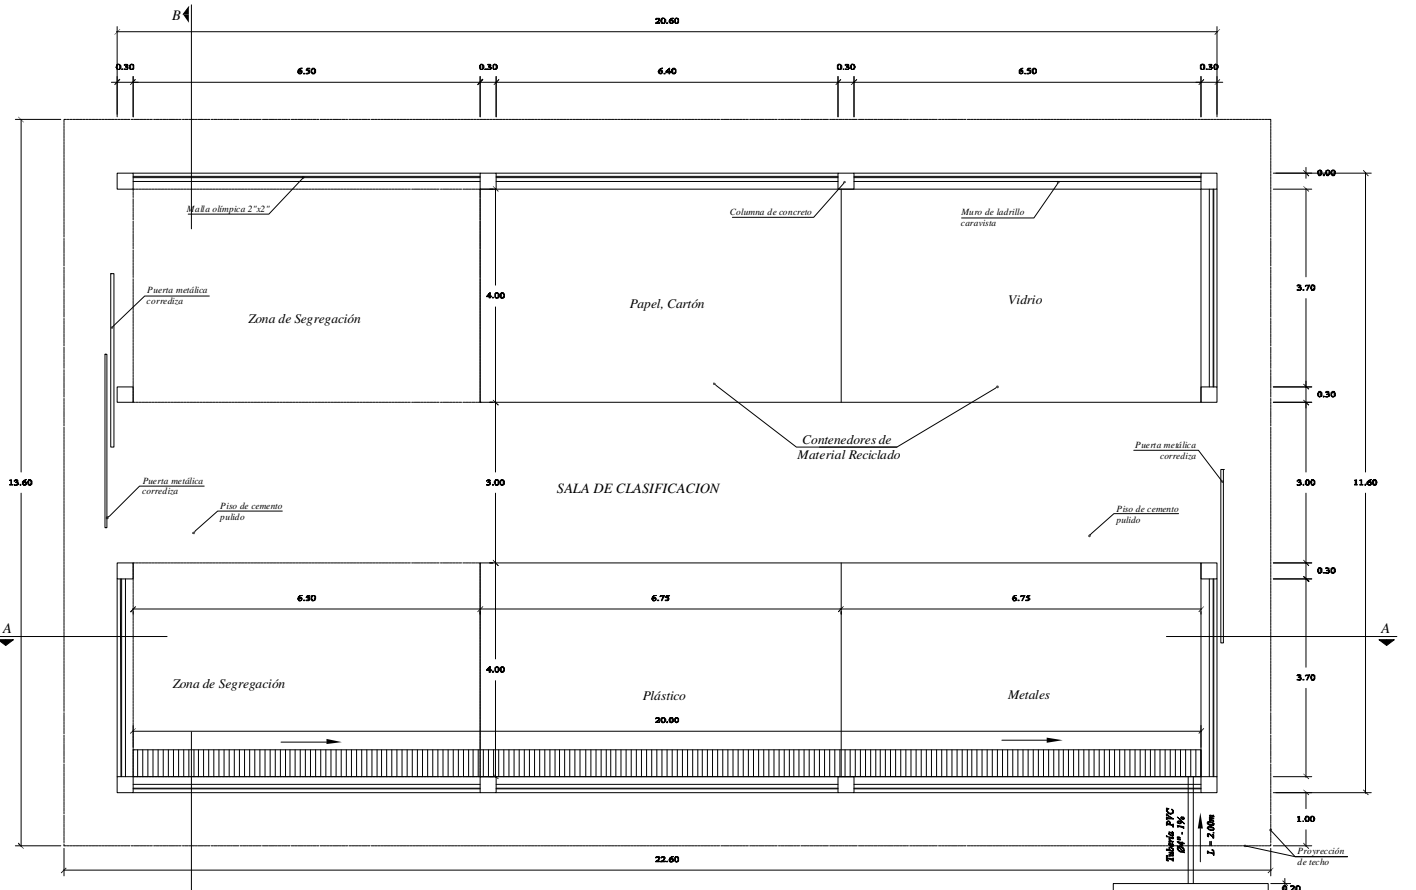 B
20.60
0.30
6.50
0.30
6.40
0.30
6.50
0.30
0.00
Malla olímpica 2"x2"
Columna de concreto
Muro de ladrillo
caravista
Puerta metálica
corrediza
4.00
Papel, Cartón
Vidrio
3.70
Zona de Segregación
0.30
Contenedores de
Material Reciclado
Puerta metálica
corrediza
13.60
Puerta metálica
corrediza
3.00
SALA DE CLASIFICACION
3.00
11.60
Piso de cemento
pulido
Piso de cemento
pulido
0.30
6.50
6.75
6.75
A
A
4.00
3.70
Zona de Segregación
Plástico
Metales
20.00
Tubería PVC
Ø4" - 1%
L = 2.00m
1.00
22.60
Proyrección
de techo
0.20